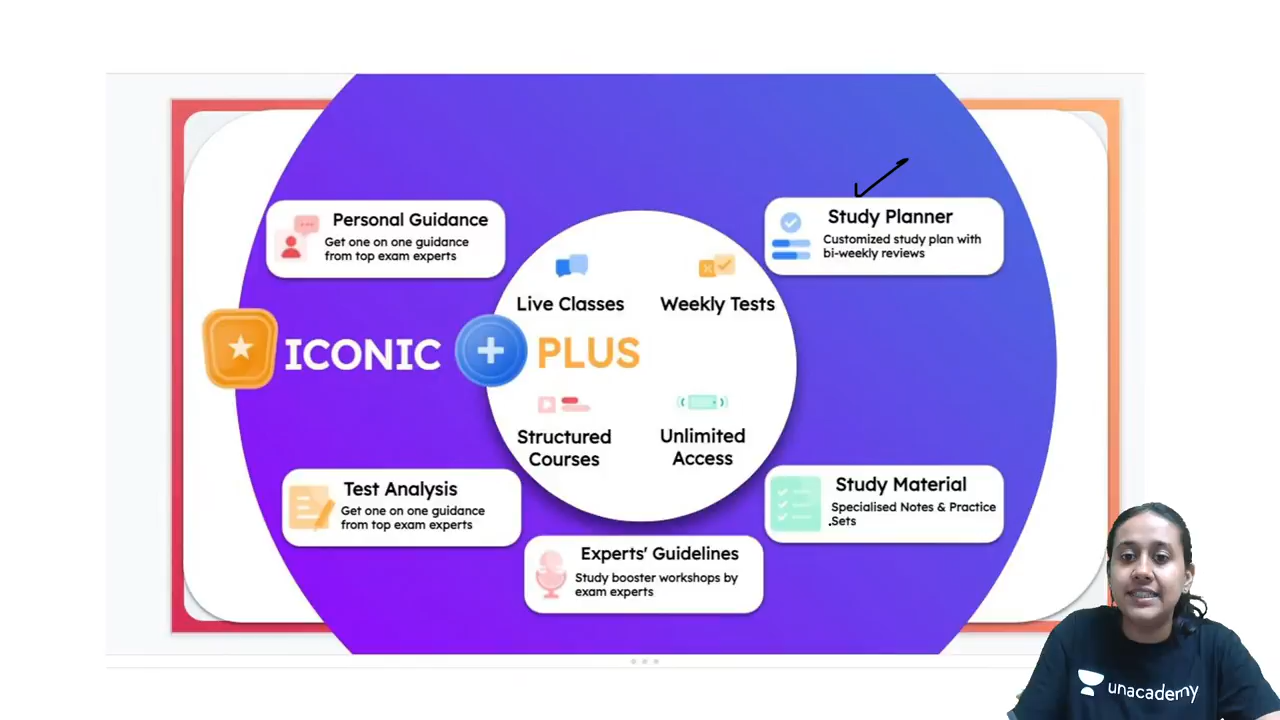 Personal Guidance
Get one on one guidance
from top exam experts
Study Planner
Customized study plan with
bi-weekly reviews
Live Classes
Weekly Tests
ICONIC
PLUS
Structured
Courses
Unlimited
Access
Test Analysis
Get one on one guidance
from top exam experts
Study Material
Specialised Notes & Practice
Sets
Experts' Guidelines
Study booster workshops by
exam experts
unacademy